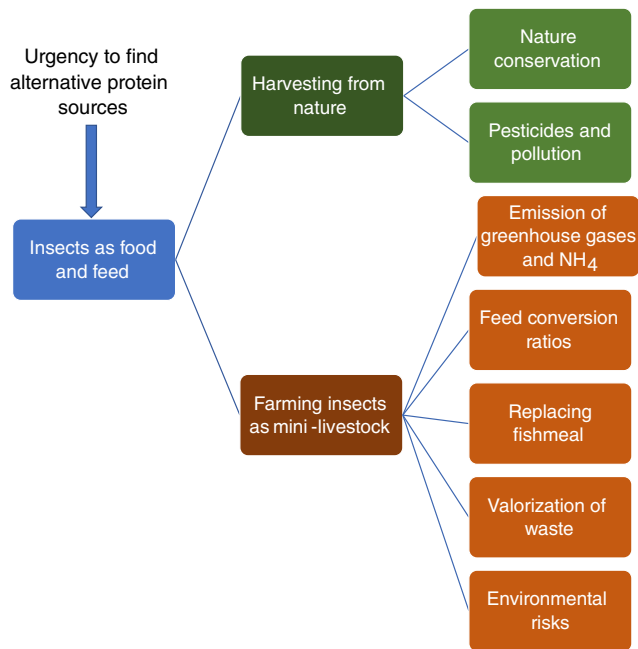 Urgency to find
alternative protein
sources
Insects as food
and feed
Harvesting from
nature
Farming insects
as mini -livestock
Nature
conservation
Pesticides and
pollution
Emission of
greenhouse gases
and NH₄
Feed conversion
ratios
Replacing
fishmeal
Valorization of
waste
Environmental
risks